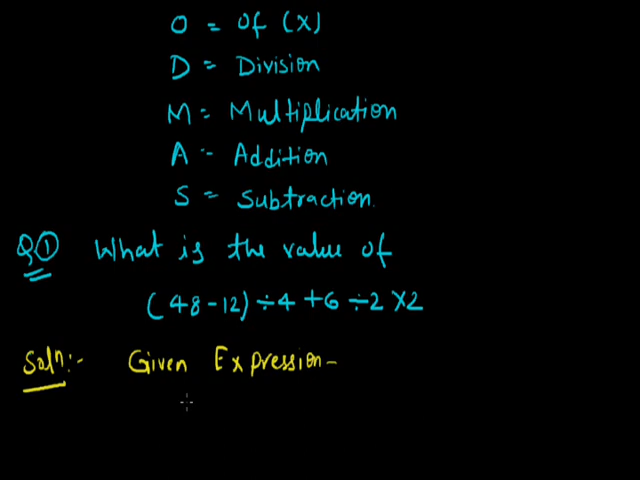 O = Of (X)
D = Division
M = Multiplication
A = Addition
S = Subtraction.
Q① What is the value of
(48-12) ÷4 +6 ÷2 X2
Solⁿ:- Given Expression-